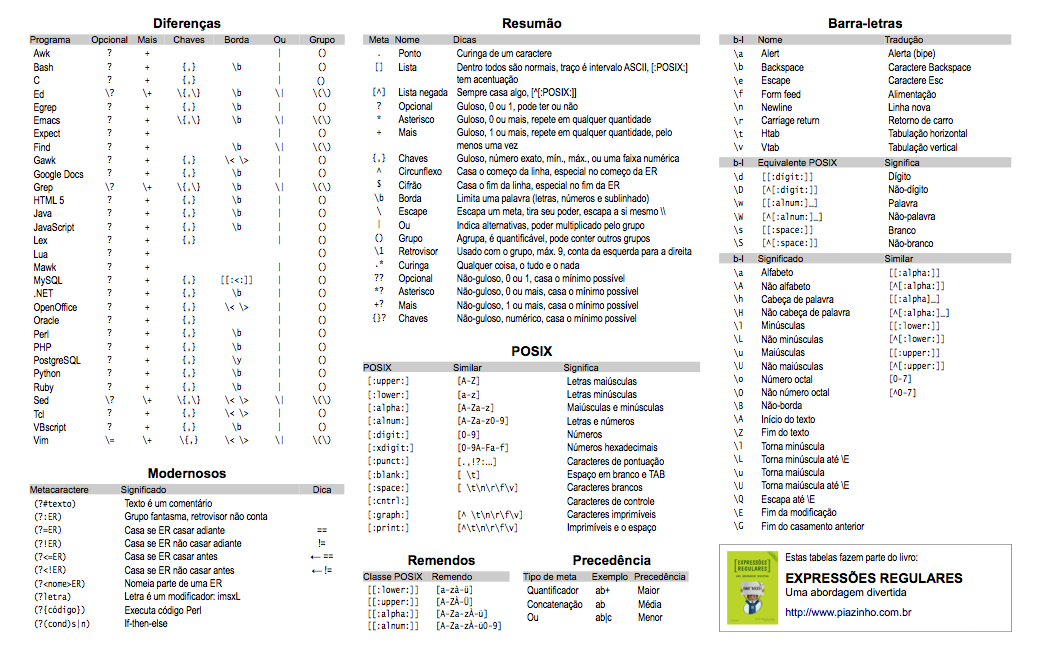 Diferenças
Programa Opcional Mais Chaves Borda Ou Grupo
Awk ? + | ()
Bash ? + {,} \b | ()
C ? + {,} | ()
Ed \? \+ \{,\} \b \| \(\)
Egrep ? + {,} \b | ()
Emacs ? + \{,\} \b \| \(\)
Expect ? + | ()
Find ? + \b \| \(\)
Gawk ? + {,} \< \> | ()
Google Docs ? + {,} \b | ()
Grep \? \+ \{,\} \b \| \(\)
HTML 5 ? + {,} \b | ()
Java ? + {,} \b | ()
JavaScript ? + {,} \b | ()
Lex ? + {,} | ()
Lua ? +
Mawk ? + | ()
MySQL ? + {,} [[:<:]] | ()
.NET ? + {,} \b | ()
OpenOffice ? + {,} \< \> | ()
Oracle ? + {,} | ()
Perl ? + {,} \b | ()
PHP ? + {,} \b | ()
PostgreSQL ? + {,} \y | ()
Python ? + {,} \b | ()
Ruby ? + {,} \b | ()
Sed \? \+ \{,\} \< \> \| \(\)
Tcl ? + {,} \< \> | ()
VBscript ? + {,} \b | ()
Vim \= \+ \{,} \< \> \| \(\)
Modernosos
Metacaractere Significado Dica
(?#texto) Texto é um comentário
(?:ER) Grupo fantasma, retrovisor não conta
(?=ER) Casa se ER casar adiante ==
(?!ER) Casa se ER não casar adiante !=
(?<=ER) Casa se ER casar antes ← ==
(?<!ER) Casa se ER não casar antes ← !=
(?<nome>ER) Nomeia parte de uma ER
(?letra) Letra é um modificador: imsxL
(?{código}) Executa código Perl
(?(cond)s|n) If-then-else
Resumão
Meta Nome Dicas
. Ponto Curinga de um caractere
[] Lista Dentro todos são normais, traço é intervalo ASCII, [:POSIX:]
tem acentuação
[^] Lista negada Sempre casa algo, [^[:POSIX:]]
? Opcional Guloso, 0 ou 1, pode ter ou não
* Asterisco Guloso, 0 ou mais, repete em qualquer quantidade
+ Mais Guloso, 1 ou mais, repete em qualquer quantidade, pelo
menos uma vez
{,} Chaves Guloso, número exato, mín., máx., ou uma faixa numérica
^ Circunflexo Casa o começo da linha, especial no começo da ER
$ Cifrão Casa o fim da linha, especial no fim da ER
\b Borda Limita uma palavra (letras, números e sublinhado)
\ Escape Escapa um meta, tira seu poder, escapa a si mesmo \\
| Ou Indica alternativas, poder multiplicado pelo grupo
() Grupo Agrupa, é quantificável, pode conter outros grupos
\1 Retrovisor Usado com o grupo, máx. 9, conta da esquerda para a direita
.* Curinga Qualquer coisa, o tudo e o nada
?? Opcional Não-guloso, 0 ou 1, casa o mínimo possível
*? Asterisco Não-guloso, 0 ou mais, casa o mínimo possível
+? Mais Não-guloso, 1 ou mais, casa o mínimo possível
{}? Chaves Não-guloso, numérico, casa o mínimo possível
POSIX
POSIX Similar Significa
[:upper:] [A-Z] Letras maiúsculas
[:lower:] [a-z] Letras minúsculas
[:alpha:] [A-Za-z] Maiúsculas e minúsculas
[:alnum:] [A-Za-z0-9] Letras e números
[:digit:] [0-9] Números
[:xdigit:] [0-9A-Fa-f] Números hexadecimais
[:punct:] [.,!?:…] Caracteres de pontuação
[:blank:] [ \t] Espaço em branco e TAB
[:space:] [ \t\n\r\f\v] Caracteres brancos
[:cntrl:] Caracteres de controle
[:graph:] [^ \t\n\r\f\v] Caracteres imprimíveis
[:print:] [^\t\n\r\f\v] Imprimíveis e o espaço
Remendos
Classe POSIX Remendo
[[:lower:]] [a-zà-ü]
[[:upper:]] [A-ZÀ-Ü]
[[:alpha:]] [A-Za-zÀ-ü]
[[:alnum:]] [A-Za-zÀ-ü0-9]
Precedência
Tipo de meta Exemplo Precedência
Quantificador ab+ Maior
Concatenação ab Média
Ou ab|c Menor
Barra-letras
b-l Nome Tradução
\a Alert Alerta (bipe)
\b Backspace Caractere Backspace
\e Escape Caractere Esc
\f Form feed Alimentação
\n Newline Linha nova
\r Carriage return Retorno de carro
\t Htab Tabulação horizontal
\v Vtab Tabulação vertical
b-l Equivalente POSIX Significa
\d [[:digit:]] Dígito
\D [^[:digit:]] Não-dígito
\w [[:alnum:]_] Palavra
\W [^[:alnum:]_] Não-palavra
\s [[:space:]] Branco
\S [^[:space:]] Não-branco
b-l Significado Similar
\a Alfabeto [[:alpha:]]
\A Não alfabeto [^[:alpha:]]
\h Cabeça de palavra [[:alpha]_]
\H Não cabeça de palavra [^[:alpha:]_]
\l Minúsculas [[:lower:]]
\L Não minúsculas [^[:lower:]]
\u Maiúsculas [[:upper:]]
\U Não maiúsculas [^[:upper:]]
\o Número octal [0-7]
\O Não número octal [^0-7]
\B Não-borda
\A Início do texto
\Z Fim do texto
\l Torna minúscula
\L Torna minúscula até \E
\u Torna maiúscula
\U Torna maiúscula até \E
\Q Escapa até \E
\E Fim da modificação
\G Fim do casamento anterior
[EXPRESSÕES]
REGULARES
Estas tabelas fazem parte do livro:
EXPRESSÕES REGULARES
Uma abordagem divertida
http://www.piazinho.com.br